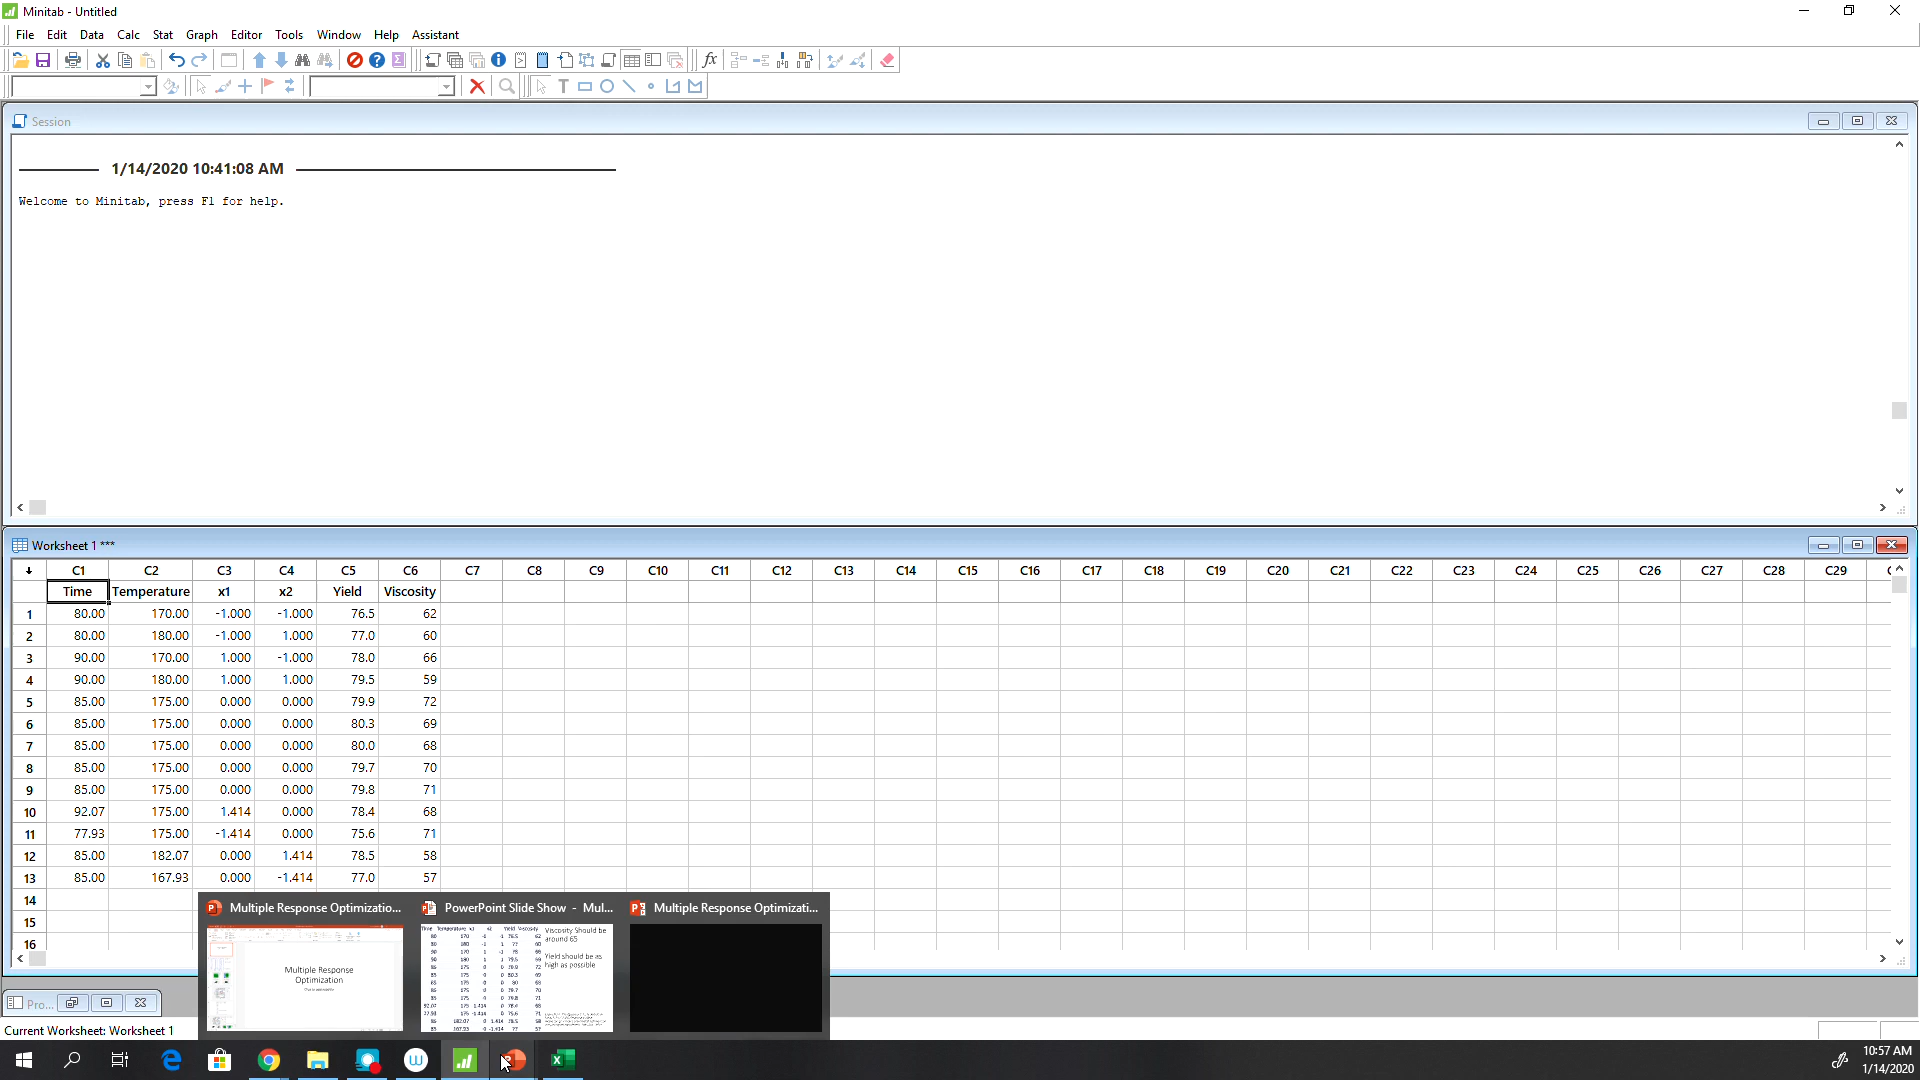 Minitab - Untitled
File Edit Data Calc Stat Graph Editor Tools Window Help Assistant
Session
1/14/2020 10:41:08 AM
Welcome to Minitab, press F1 for help.
Worksheet 1 ***
C1 C2 C3 C4 C5 C6 C7 C8 C9 C10 C11 C12 C13 C14 C15 C16 C17 C18 C19 C20 C21 C22 C23 C24 C25 C26 C27 C28 C29
Time Temperature x1 x2 Yield Viscosity
1 80.00 170.00 -1.000 -1.000 76.5 62
2 80.00 180.00 -1.000 1.000 77.0 60
3 90.00 170.00 1.000 -1.000 78.0 66
4 90.00 180.00 1.000 1.000 79.5 59
5 85.00 175.00 0.000 0.000 79.9 72
6 85.00 175.00 0.000 0.000 80.3 69
7 85.00 175.00 0.000 0.000 80.0 68
8 85.00 175.00 0.000 0.000 79.7 70
9 85.00 175.00 0.000 0.000 79.8 71
10 92.07 175.00 1.414 0.000 78.4 68
11 77.93 175.00 -1.414 0.000 75.6 71
12 85.00 182.07 0.000 1.414 78.5 58
13 85.00 167.93 0.000 -1.414 77.0 57
14
15
16
Multiple Response Optimizatio... PowerPoint Slide Show - Mul... Multiple Response Optimizati...
Multiple Response
Optimization
Viscosity Should be
around 65
Yield should be as
high as possible
Pro...
Current Worksheet: Worksheet 1
10:57 AM
1/14/2020